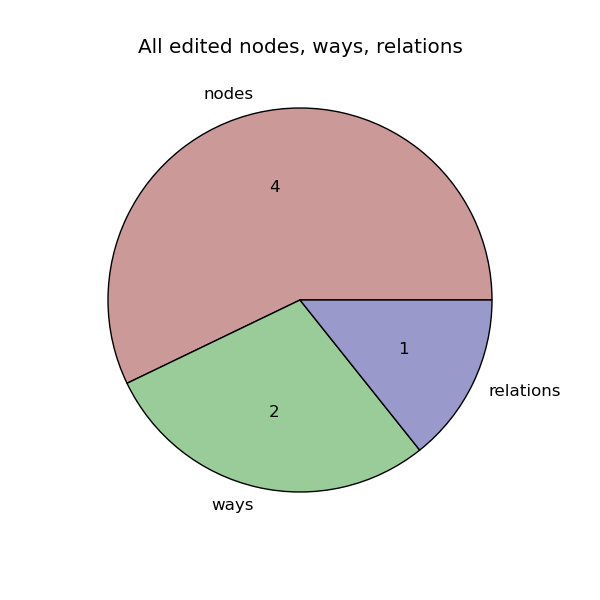 All edited nodes, ways, relations
nodes
4
1
relations
2
ways